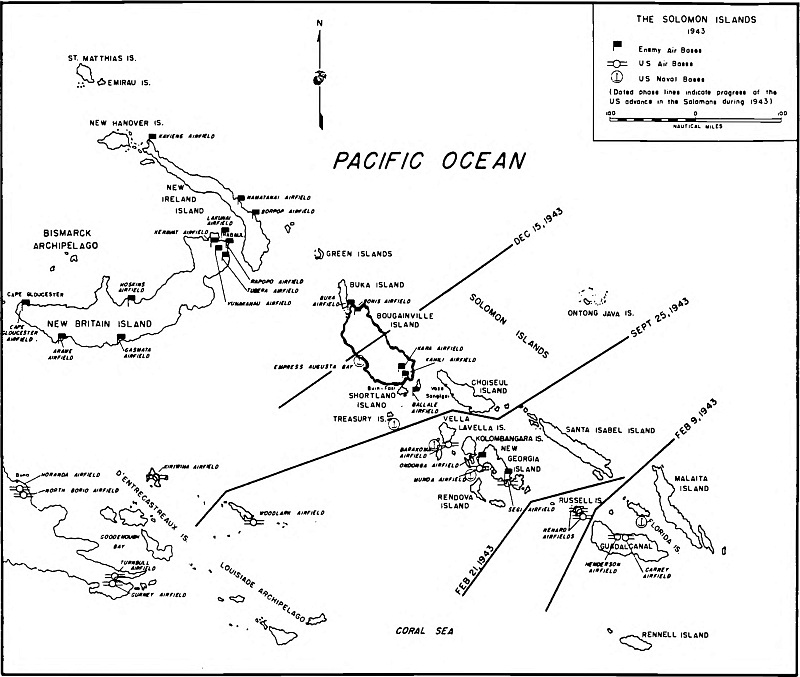 THE SOLOMON ISLANDS
1943
Enemy Air Bases
US Air Bases
US Naval Bases
(Dated phase lines indicate progress of the
US advance in the Solomons during 1943)
100 0 100
NAUTICAL MILES
N
ST. MATTHIAS IS.
EMIRAU IS.
NEW HANOVER IS.
KAVIENG AIRFIELD
PACIFIC OCEAN
NEW
IRELAND
ISLAND
NAMATANAI AIRFIELD
BORPOP AIRFIELD
LAKUNAI
AIRFIELD
KERAVAT AIRFIELD
RABAUL
BISMARCK
ARCHIPELAGO
RAPOPO AIRFIELD
TOBERA AIRFIELD
VUNAKANAU AIRFIELD
GREEN ISLANDS
DEC 15, 1943
CAPE GLOUCESTER
HOSKINS
AIRFIELD
BUKA ISLAND
BUKA
AIRFIELD
BONIS AIRFIELD
BOUGAINVILLE
ISLAND
SOLOMON ISLANDS
ONTONG JAVA IS.
SEPT 25, 1943
CAPE
GLOUCESTER
AIRFIELD
NEW BRITAIN ISLAND
ARAWE
AIRFIELD
GASMATA
AIRFIELD
KARA AIRFIELD
KAHILI AIRFIELD
EMPRESS AUGUSTA BAY
CHOISEUL
ISLAND
SHORTLAND
ISLAND
BALLALE
AIRFIELD
TREASURY IS.
VELLA
LAVELLA IS.
FEB 9, 1943
SANTA ISABEL ISLAND
KOLOMBANGARA IS.
NEW
GEORGIA
ISLAND
BARAKOMA
AIRFIELD
ONDONGA AIRFIELD
MUNDA AIRFIELD
RENDOVA
ISLAND
SEGI AIRFIELD
MALAITA
ISLAND
RUSSELL IS.
RENARD
AIRFIELDS
FLORIDA IS.
GUADALCANAL
HENDERSON
AIRFIELD
CARNEY
AIRFIELD
FEB 21, 1943
Buna
HORANDA AIRFIELD
NORTH BORIO AIRFIELD
KIRIWINA AIRFIELD
D'ENTRECASTREAUX IS.
WOODLARK AIRFIELD
GOODENOUGH
BAY
TURNBULL
AIRFIELD
GURNEY AIRFIELD
LOUISIADE ARCHIPELAGO
CORAL SEA
RENNELL ISLAND